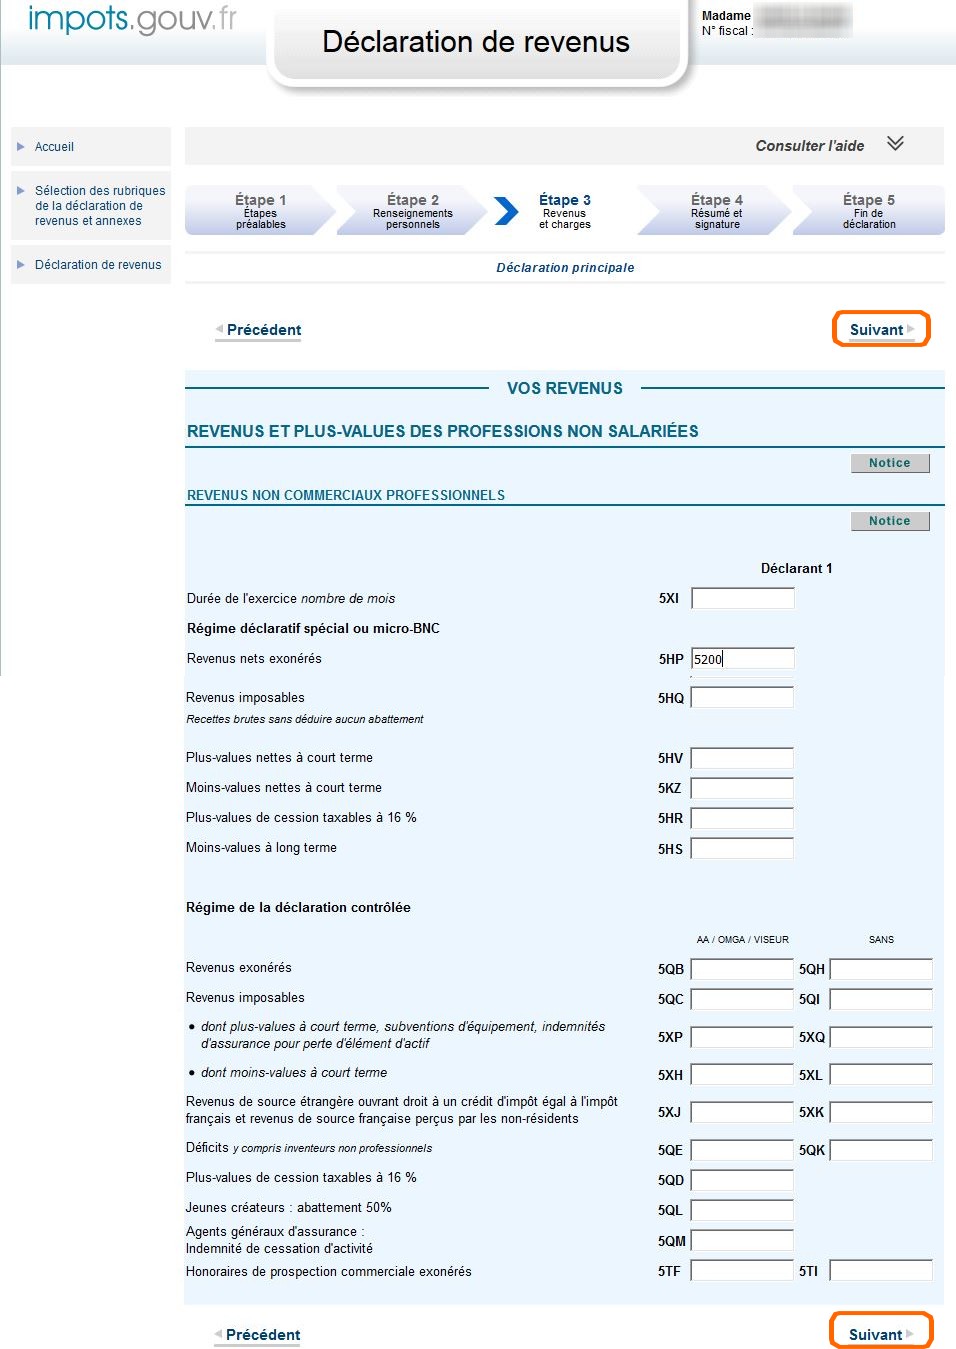 impots.gouv.fr
Déclaration de revenus
Madame
N° fiscal :
Accueil
Sélection des rubriques
de la déclaration de
revenus et annexes
Déclaration de revenus
Consulter l'aide
Étape 1
Étapes
préalables
Étape 2
Renseignements
personnels
Étape 3
Revenus
et charges
Étape 4
Résumé et
signature
Étape 5
Fin de
déclaration
Déclaration principale
Précédent
Suivant
VOS REVENUS
REVENUS ET PLUS-VALUES DES PROFESSIONS NON SALARIÉES
Notice
REVENUS NON COMMERCIAUX PROFESSIONNELS
Notice
Déclarant 1
Durée de l'exercice nombre de mois 5XI
Régime déclaratif spécial ou micro-BNC
Revenus nets exonérés 5HP 5200
Revenus imposables 5HQ
Recettes brutes sans déduire aucun abattement
Plus-values nettes à court terme 5HV
Moins-values nettes à court terme 5KZ
Plus-values de cession taxables à 16 % 5HR
Moins-values à long terme 5HS
Régime de la déclaration contrôlée
AA / OMGA / VISEUR SANS
Revenus exonérés 5QB 5QH
Revenus imposables 5QC 5QI
• dont plus-values à court terme, subventions d'équipement, indemnités
d'assurance pour perte d'élément d'actif 5XP 5XQ
• dont moins-values à court terme 5XH 5XL
Revenus de source étrangère ouvrant droit à un crédit d'impôt égal à l'impôt
français et revenus de source française perçus par les non-résidents 5XJ 5XK
Déficits y compris inventeurs non professionnels 5QE 5QK
Plus-values de cession taxables à 16 % 5QD
Jeunes créateurs : abattement 50% 5QL
Agents généraux d'assurance :
Indemnité de cessation d'activité 5QM
Honoraires de prospection commerciale exonérés 5TF 5TI
Précédent
Suivant